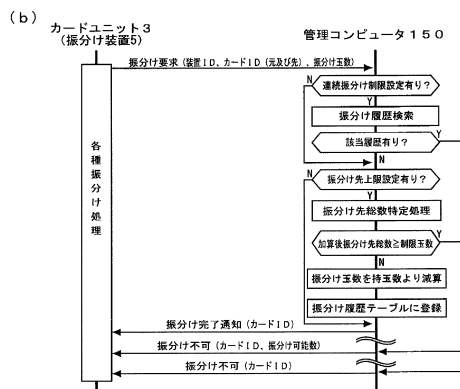 (b)
カードユニット3
(振分け装置5)
管理コンピュータ150
振分け要求(装置ID、カードID(元及び先)、振分け玉数)
連続振分け制限設定有り?
N
Y
振分け履歴検索
該当履歴有り?
Y
N
振分け先上限設定有り?
N
Y
振分け先総数特定処理
加算後振分け先総数≧制限玉数
Y
N
振分け玉数を持玉数より減算
振分け履歴テーブルに登録
各種振分け処理
振分け完了通知(カードID)
振分け不可(カードID、振分け可能数)
振分け不可(カードID)